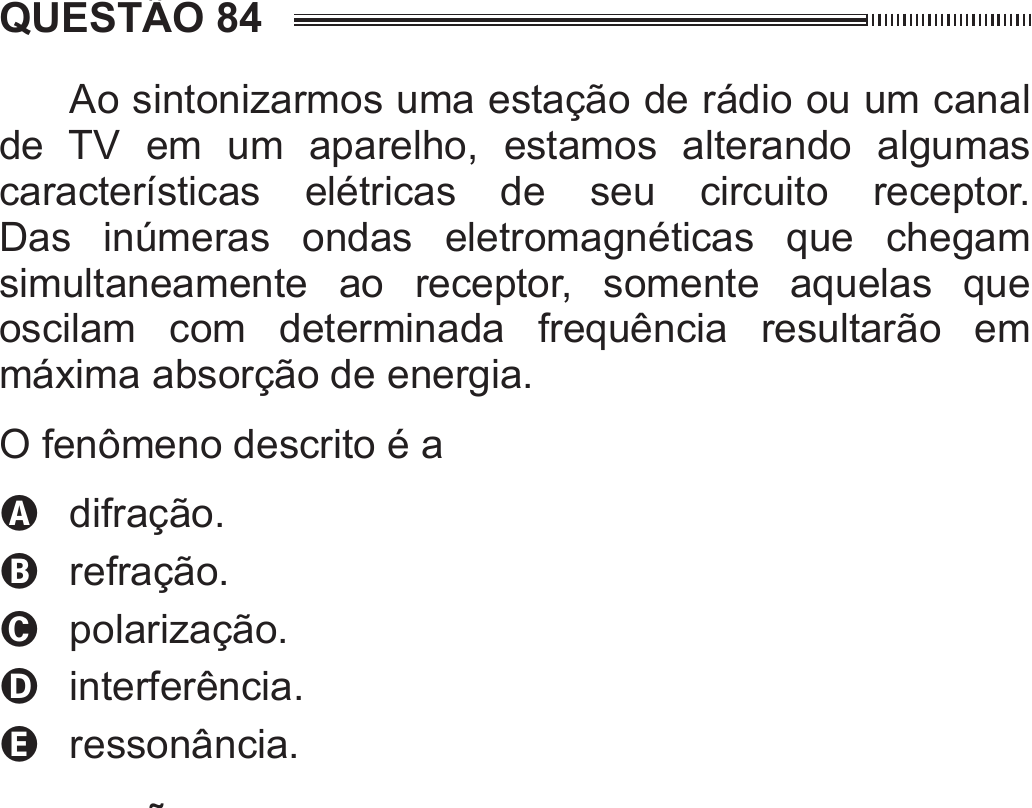 QUESTÃO 84
Ao sintonizarmos uma estação de rádio ou um canal
de TV em um aparelho, estamos alterando algumas
características elétricas de seu circuito receptor.
Das inúmeras ondas eletromagnéticas que chegam
simultaneamente ao receptor, somente aquelas que
oscilam com determinada frequência resultarão em
máxima absorção de energia.
O fenômeno descrito é a
A difração.
B refração.
C polarização.
D interferência.
E ressonância.